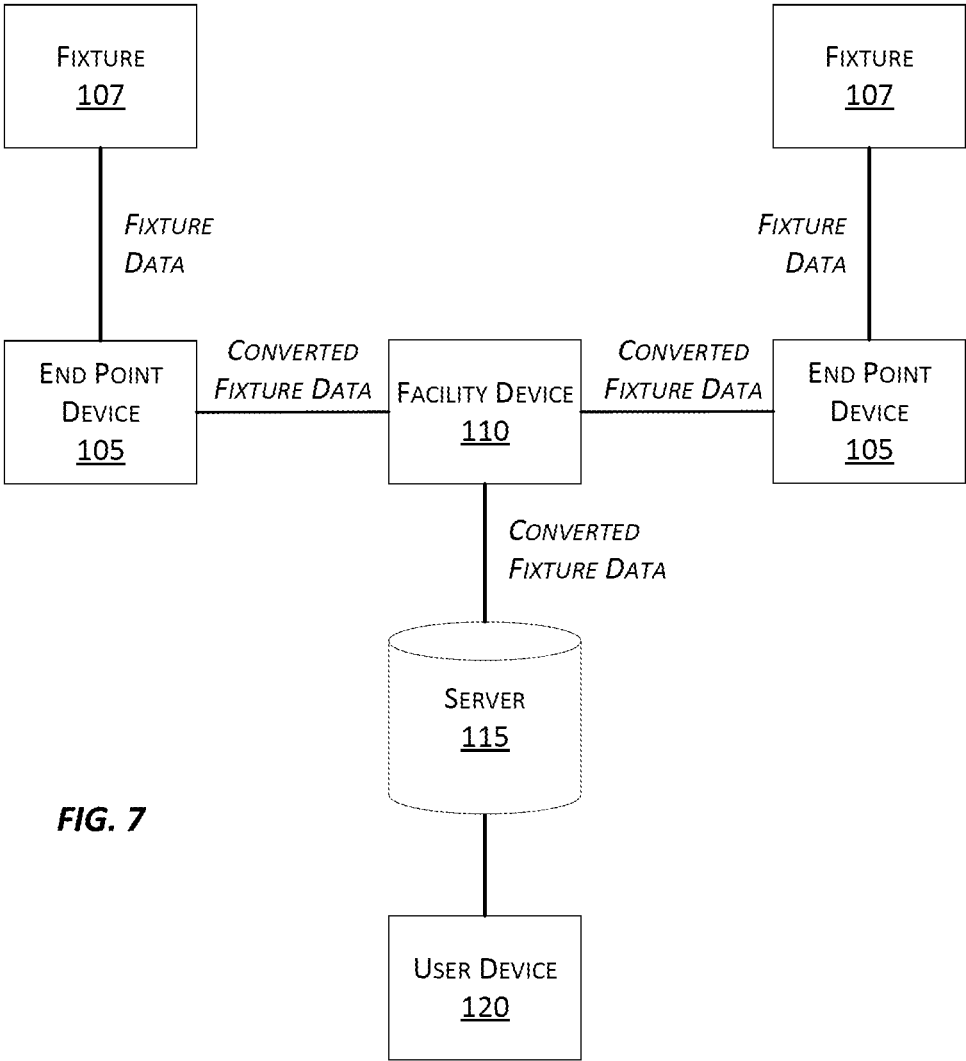 FIXTURE
107
FIXTURE
107
FIXTURE
DATA
FIXTURE
DATA
END POINT
DEVICE
105
CONVERTED
FIXTURE DATA
FACILITY DEVICE
110
CONVERTED
FIXTURE DATA
END POINT
DEVICE
105
CONVERTED
FIXTURE DATA
SERVER
115
FIG. 7
USER DEVICE
120